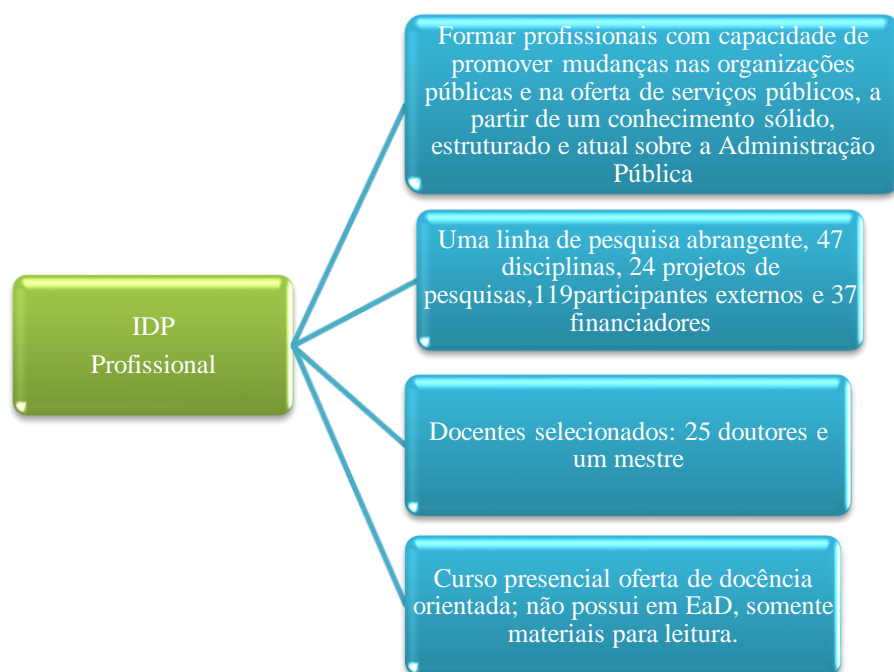 Formar profissionais com capacidade de
promover mudanças nas organizações
públicas e na oferta de serviços públicos, a
partir de um conhecimento sólido,
estruturado e atual sobre a Administração
Pública
Uma linha de pesquisa abrangente, 47
disciplinas, 24 projetos de
pesquisas,119participantes externos e 37
financiadores
IDP
Profissional
Docentes selecionados: 25 doutores e
um mestre
Curso presencial oferta de docência
orientada; não possui em EaD, somente
materiais para leitura.